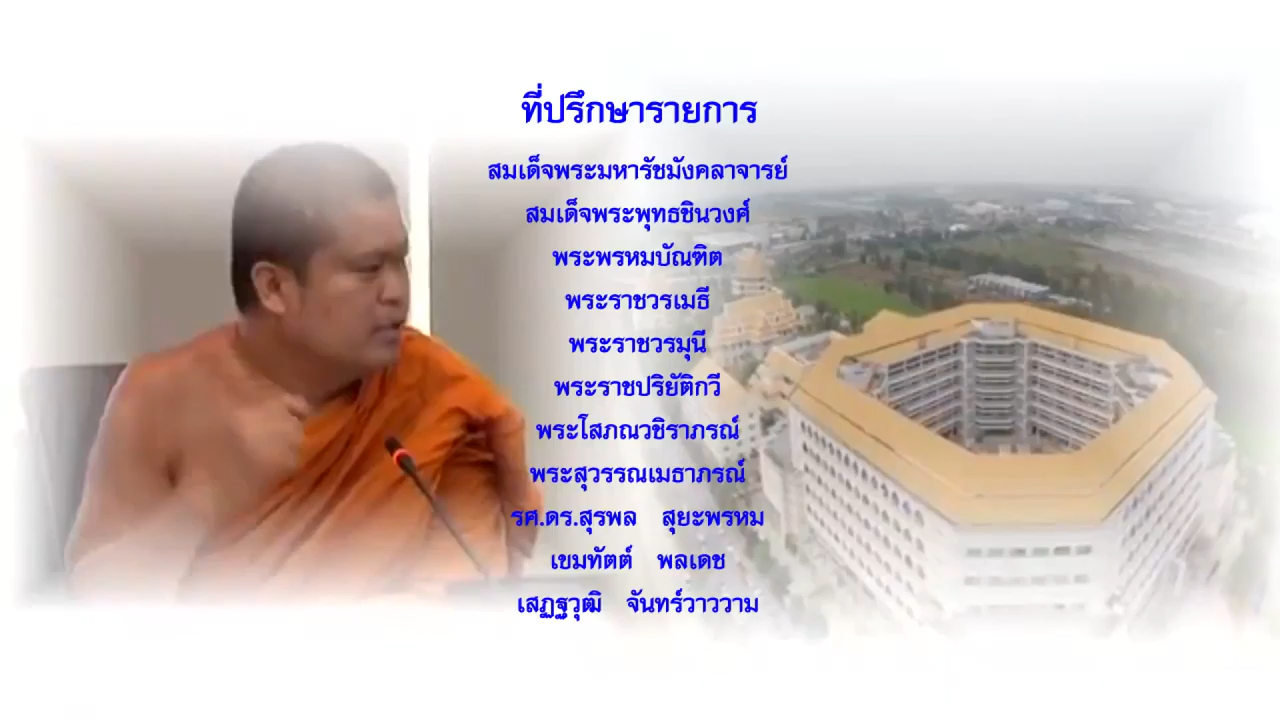 ที่ปรึกษารายการ
สมเด็จพระมหารัชมังคลาจารย์
สมเด็จพระพุทธชินวงศ์
พระพรหมบัณฑิต
พระราชวรเมธี
พระราชวรมุนี
พระราชปริยัติกวี
พระโสภณวชิราภรณ์
พระสุวรรณเมธาภรณ์
รศ.ดร.สุรพล สุยะพรหม
เขมทัตต์ พลเดช
เสฏฐวุฒิ จันทร์วาววาม